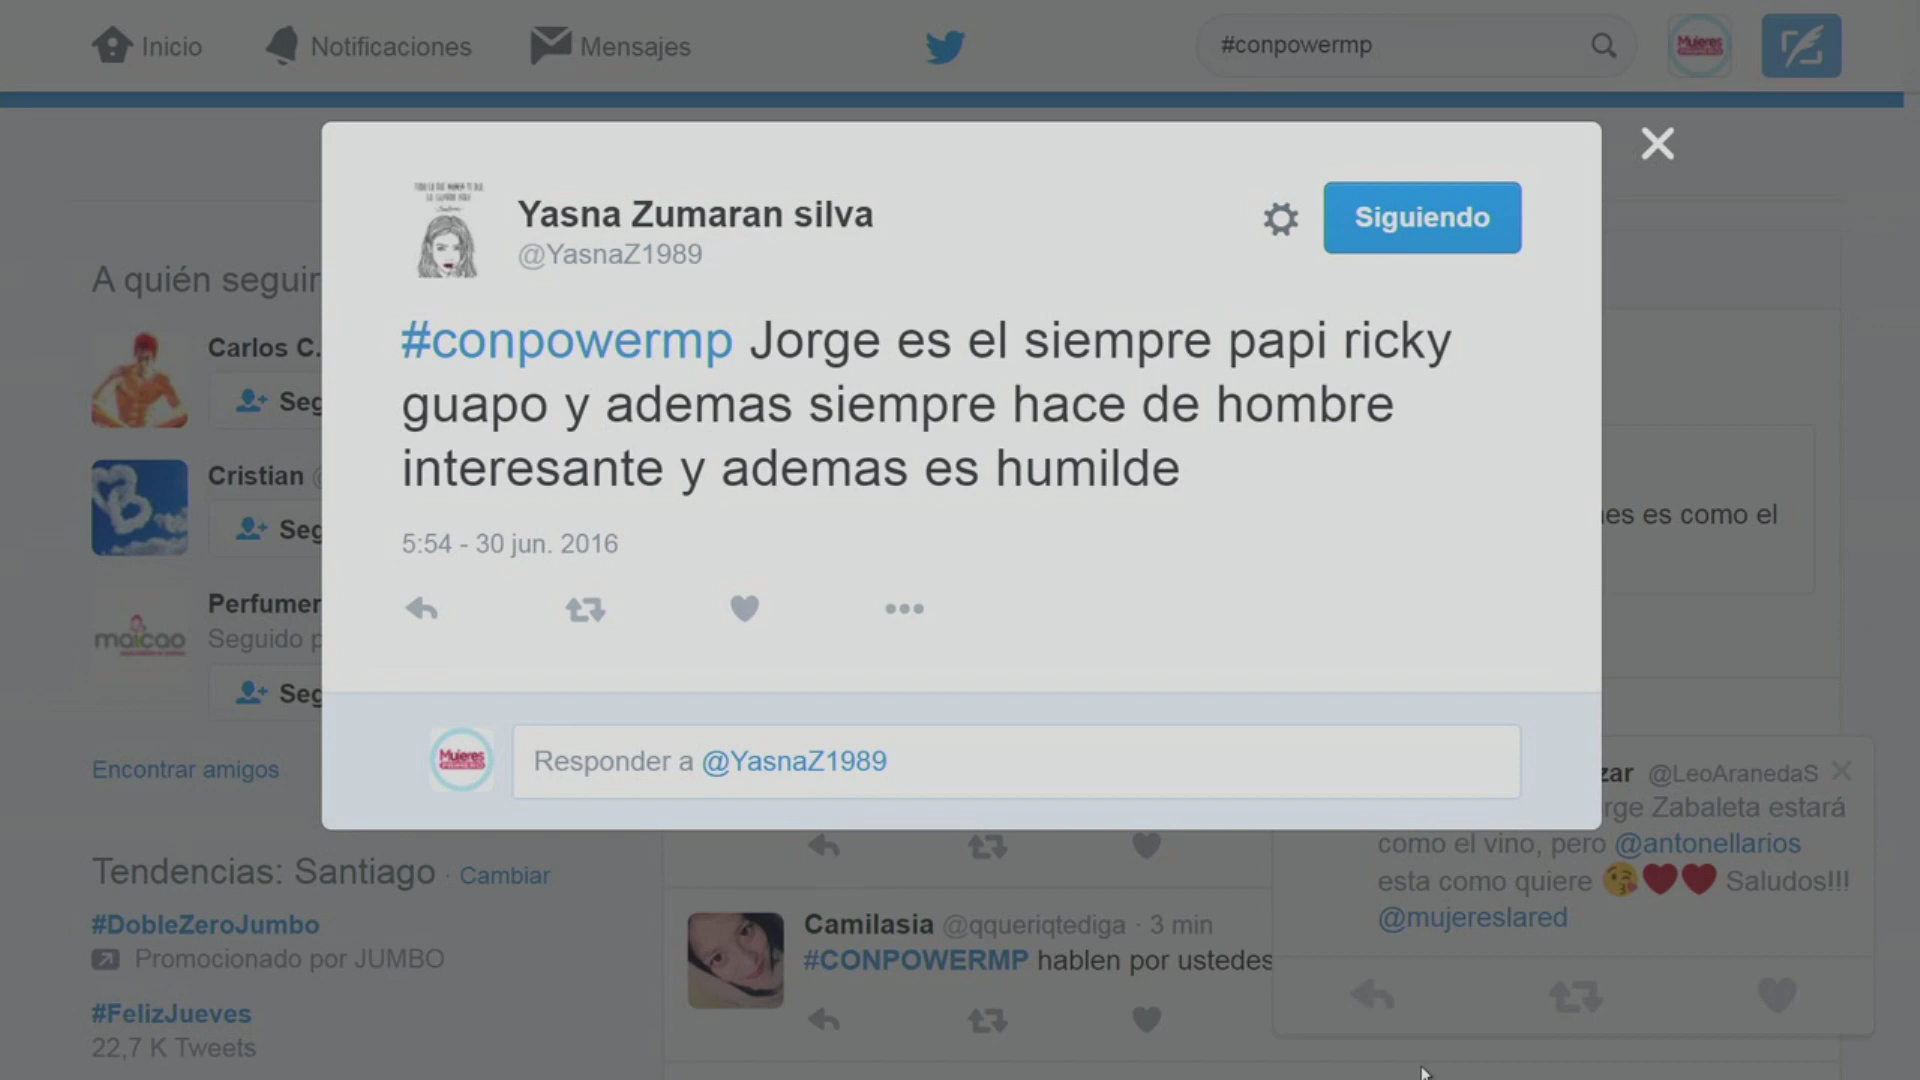 Inicio
Notificaciones
Mensajes
#conpowermp
Mujeres
Yasna Zumaran silva
@YasnaZ1989
Siguiendo
#conpowermp Jorge es el siempre papi ricky
guapo y ademas siempre hace de hombre
interesante y ademas es humilde
5:54 - 30 jun. 2016
Mujeres
Responder a @YasnaZ1989
A quién seguir
Carlos C.
Seg
Cristian
Seg
Perfumer
maicao
Seguido p
Seg
Encontrar amigos
Tendencias: Santiago · Cambiar
#DobleZeroJumbo
Promocionado por JUMBO
#FelizJueves
22,7 K Tweets
es es como el
Camilasia @qqueriqtediga · 3 min
#CONPOWERMP hablen por ustedes
zar @LeoAranedaS
rge Zabaleta estará
como el vino, pero @antonellarios
esta como quiere 😘❤❤ Saludos!!!
@mujereslared